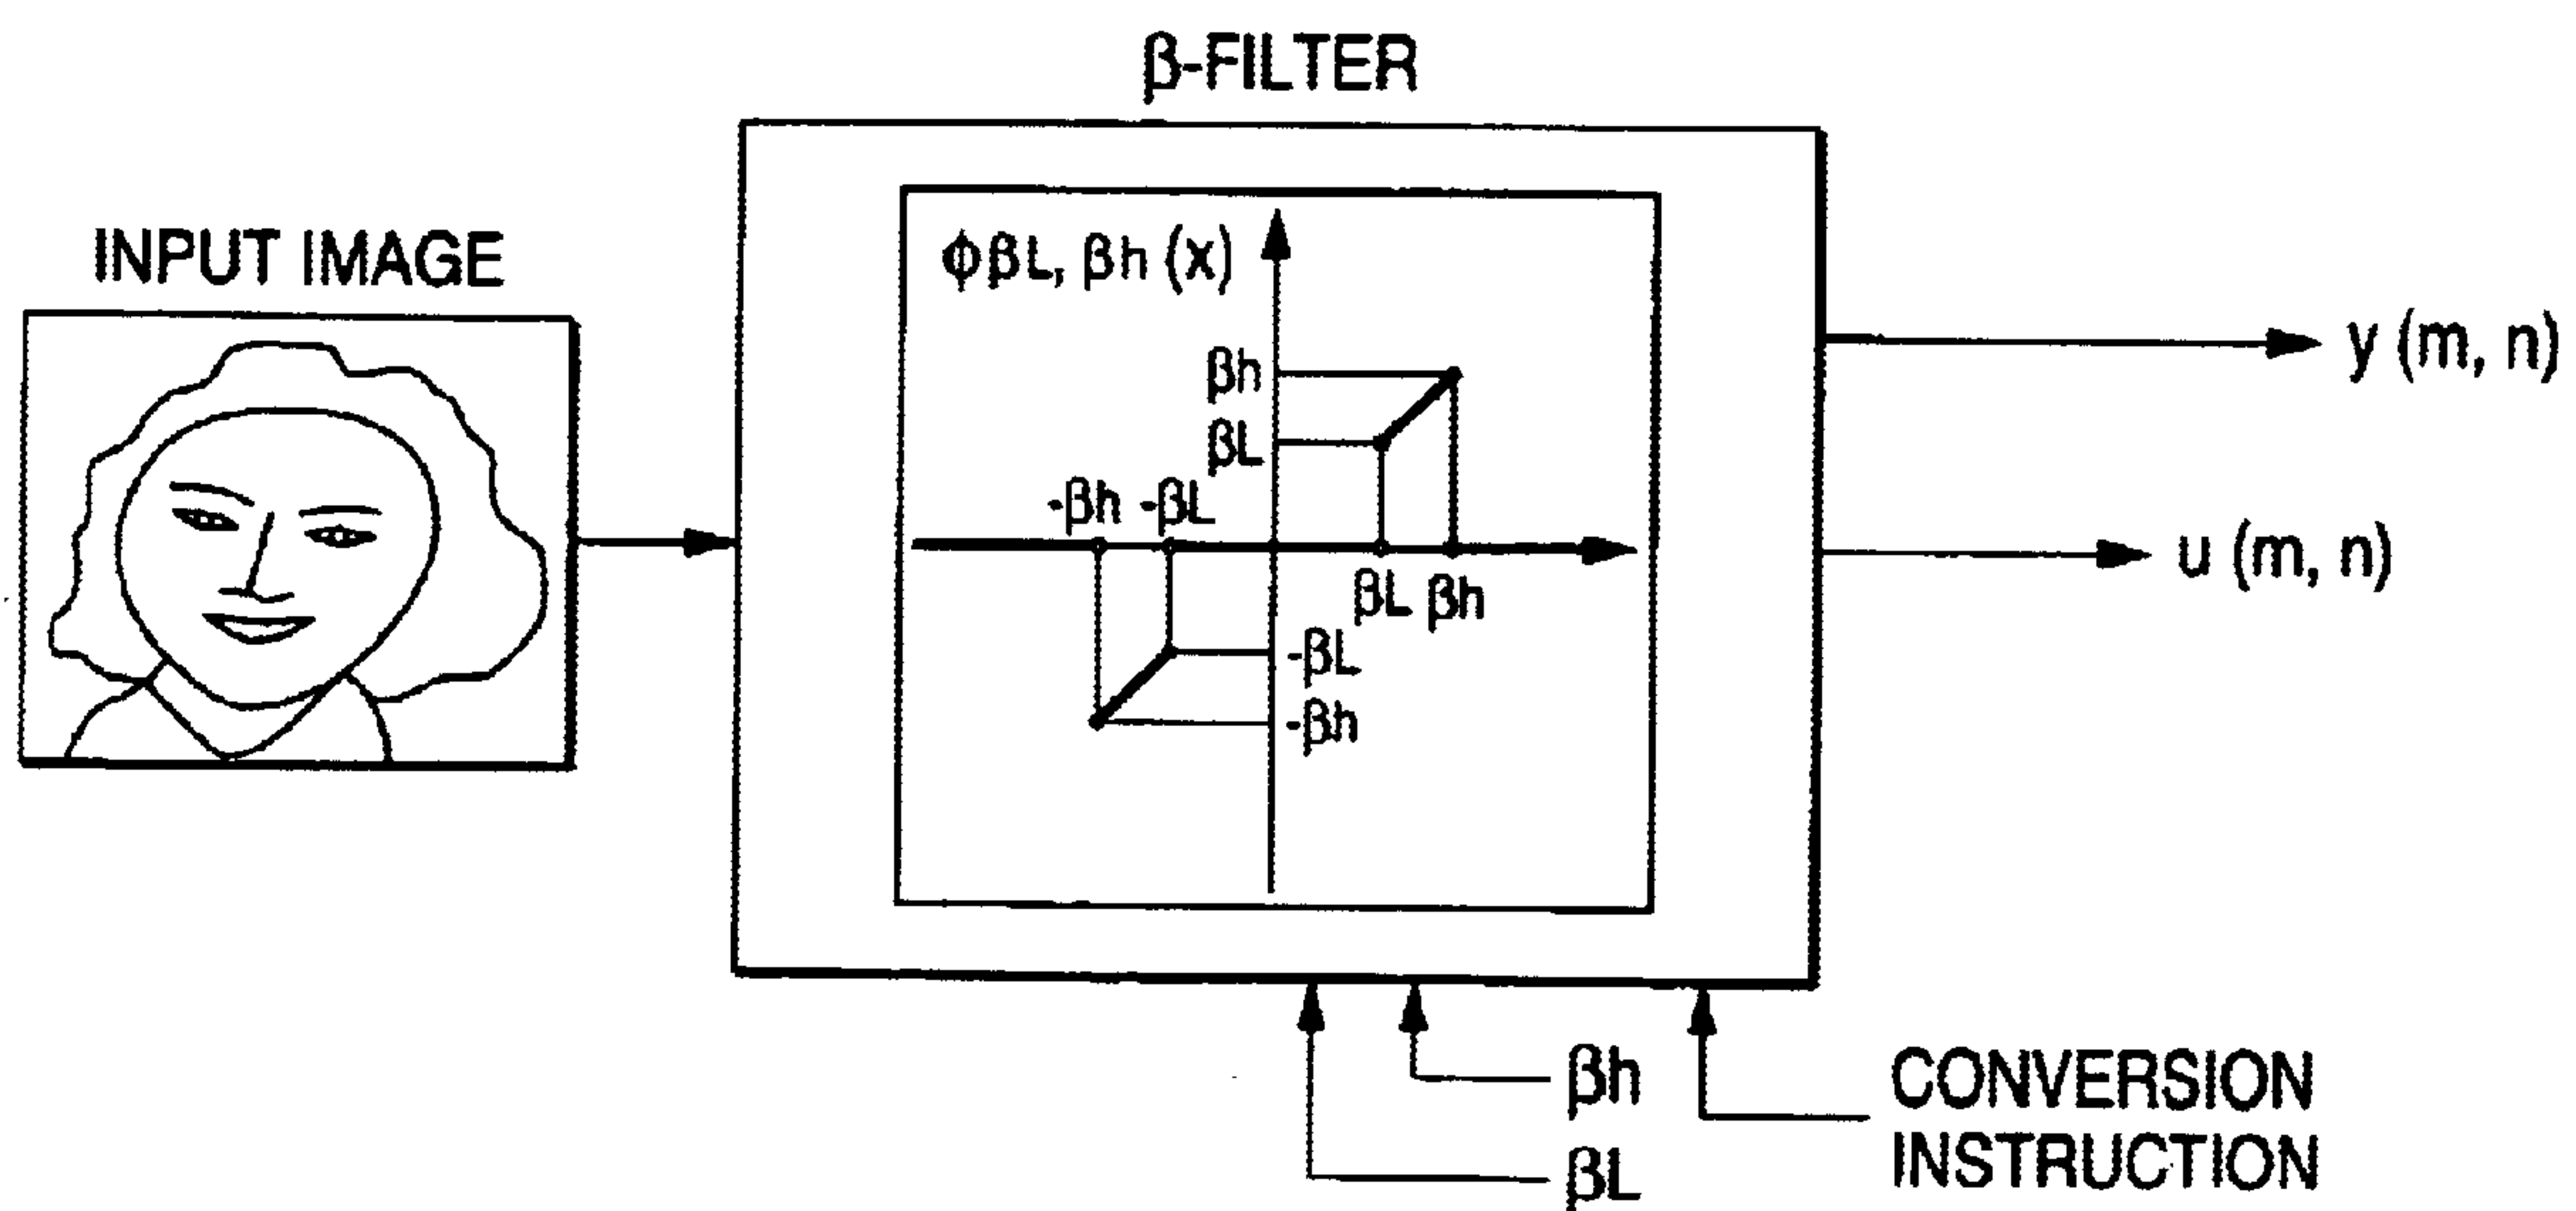 β-FILTER
INPUT IMAGE
ϕβL, βh (x)
βh
βL
-βh -βL
βL βh
-βL
-βh
y (m, n)
u (m, n)
βh
βL
CONVERSION
INSTRUCTION